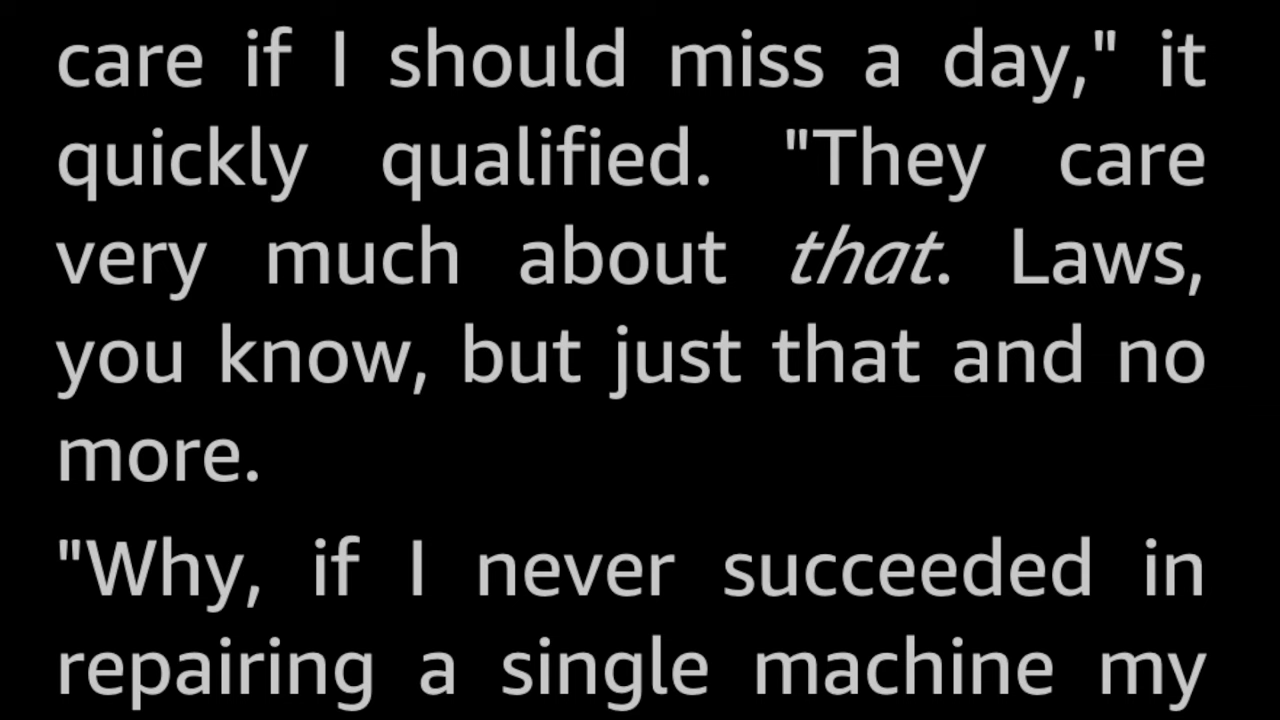 care if I should miss a day," it
quickly qualified. "They care
very much about that. Laws,
you know, but just that and no
more.
"Why, if I never succeeded in
repairing a single machine my